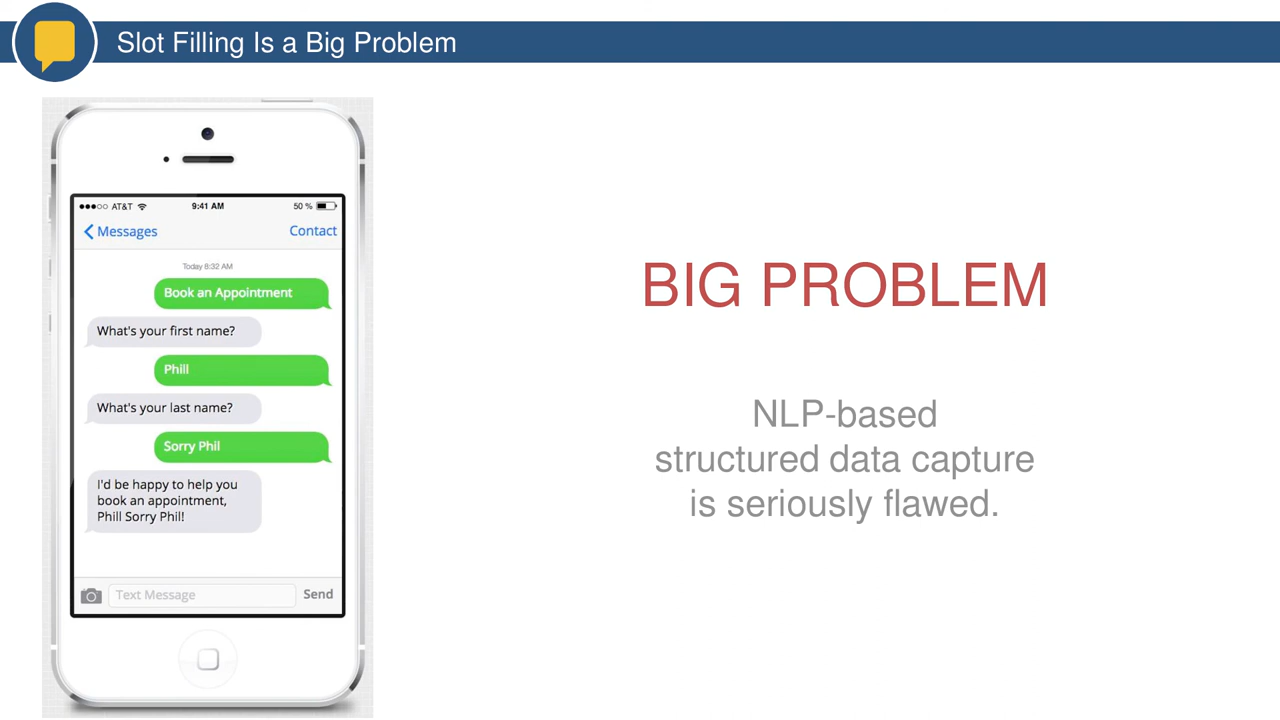 Slot Filling Is a Big Problem
AT&T
9:41 AM
50 %
Messages
Contact
Today 8:32 AM
Book an Appointment
What's your first name?
Phill
What's your last name?
Sorry Phil
I'd be happy to help you
book an appointment,
Phill Sorry Phil!
Text Message
Send
BIG PROBLEM
NLP-based
structured data capture
is seriously flawed.